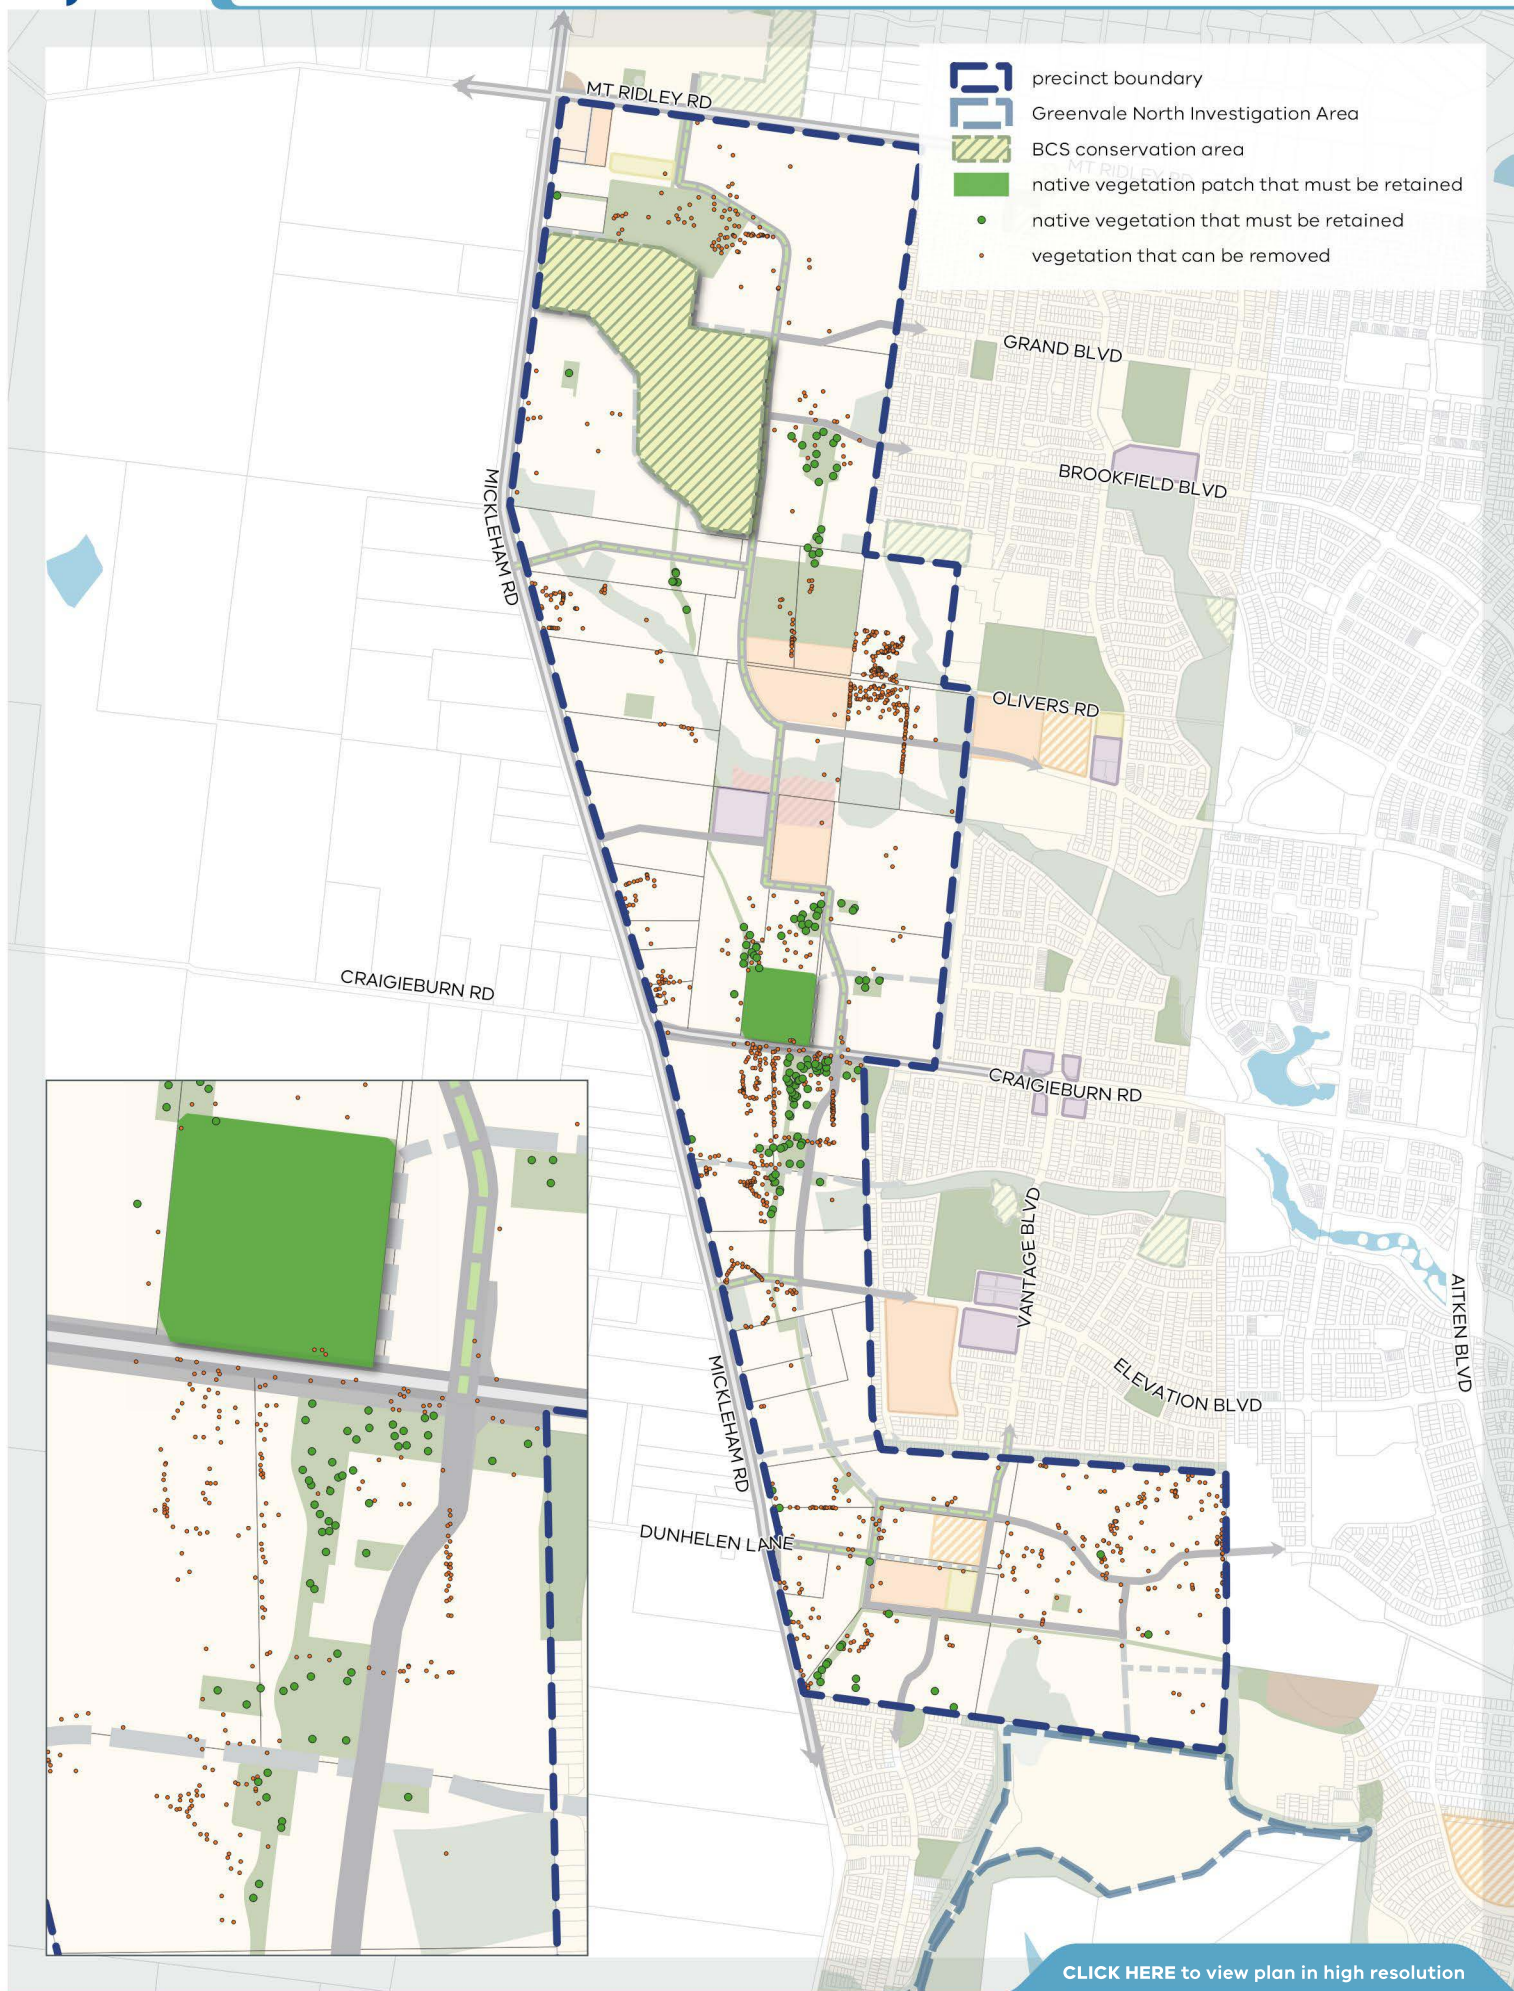 MT RIDLEY RD
precinct boundary
Greenvale North Investigation Area
BCS conservation area
MT RIDLEY RD
native vegetation patch that must be retained
native vegetation that must be retained
vegetation that can be removed
GRAND BLVD
BROOKFIELD BLVD
MICKLEHAM RD
OLIVERS RD
CRAIGIEBURN RD
CRAIGIEBURN RD
VANTAGE BLVD
AITKEN BLVD
ELEVATION BLVD
MICKLEHAM RD
DUNHELEN LANE
CLICK HERE to view plan in high resolution